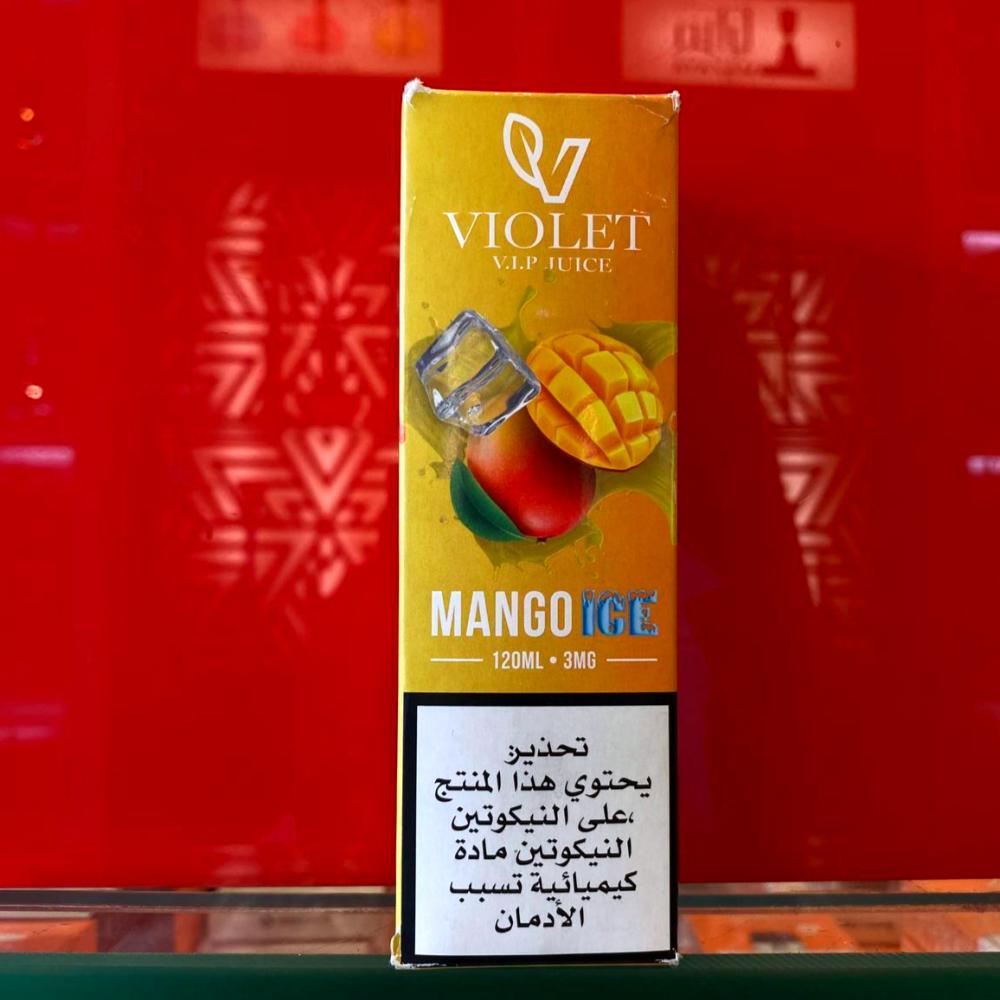 VIOLET
V.I.P JUICE
MANGO ICE
120ML • 3MG
تحذير:
يحتوي هذا المنتج
على النيكوتين،
النيكوتين مادة
كيميائية تسبب
الأدمان